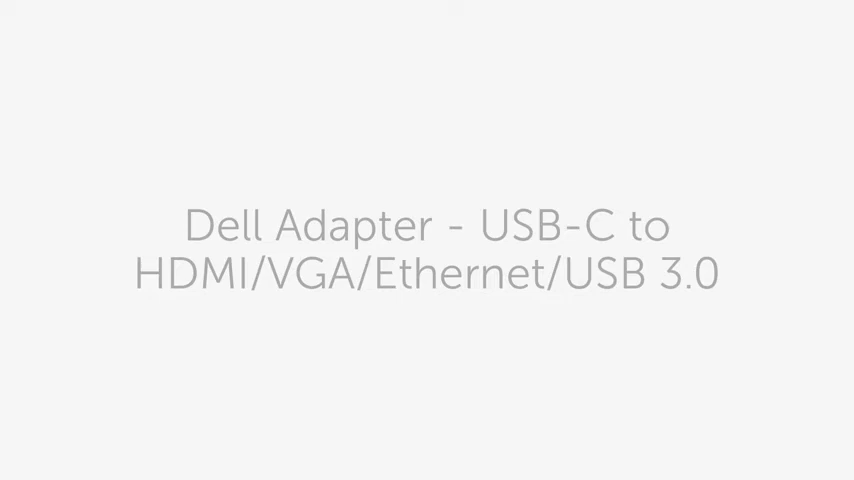 Dell Adapter - USB-C to
HDMI/VGA/Ethernet/USB 3.0